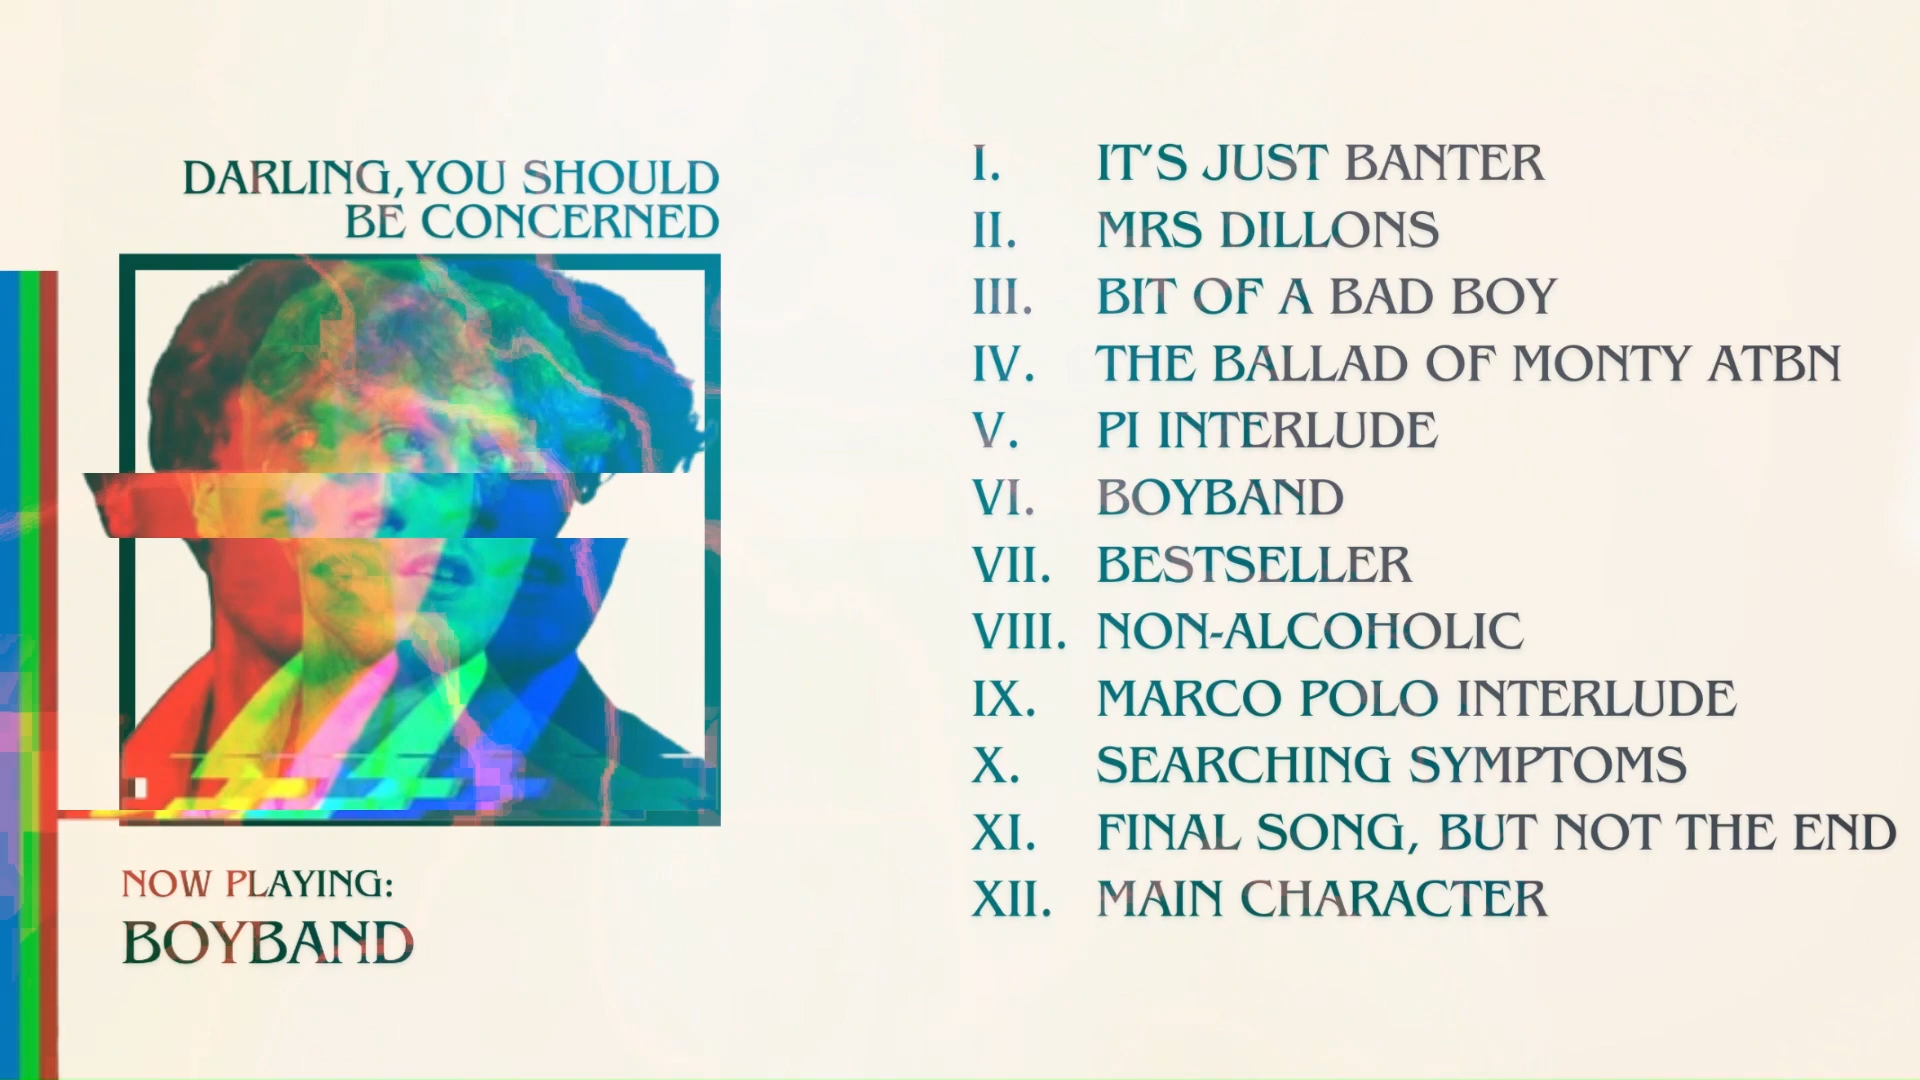 DARLING,YOU SHOULD
BE CONCERNED
NOW PLAYING:
BOYBAND
I. IT'S JUST BANTER
II. MRS DILLONS
III. BIT OF A BAD BOY
IV. THE BALLAD OF MONTY ATBN
V. PI INTERLUDE
VI. BOYBAND
VII. BESTSELLER
VIII. NON-ALCOHOLIC
IX. MARCO POLO INTERLUDE
X. SEARCHING SYMPTOMS
XI. FINAL SONG, BUT NOT THE END
XII. MAIN CHARACTER